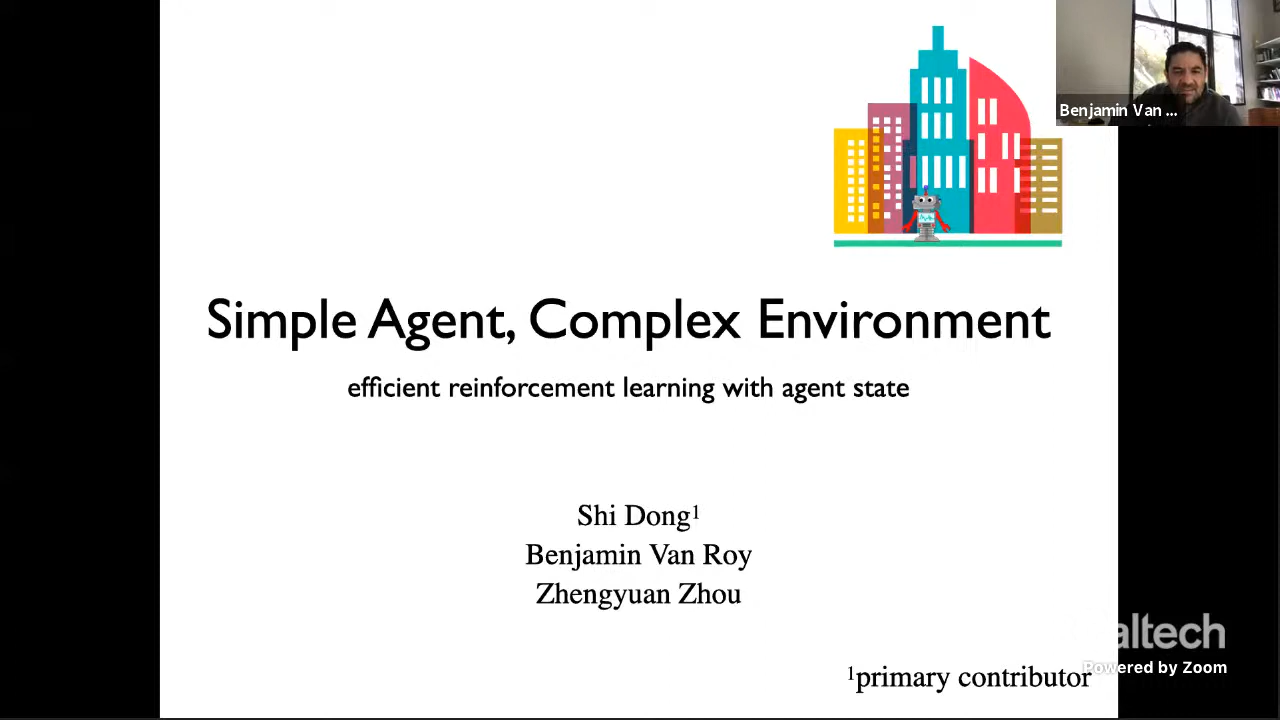 Benjamin Van ...
Simple Agent, Complex Environment
efficient reinforcement learning with agent state
Shi Dong¹
Benjamin Van Roy
Zhengyuan Zhou
altech
Powered by Zoom
¹primary contributor